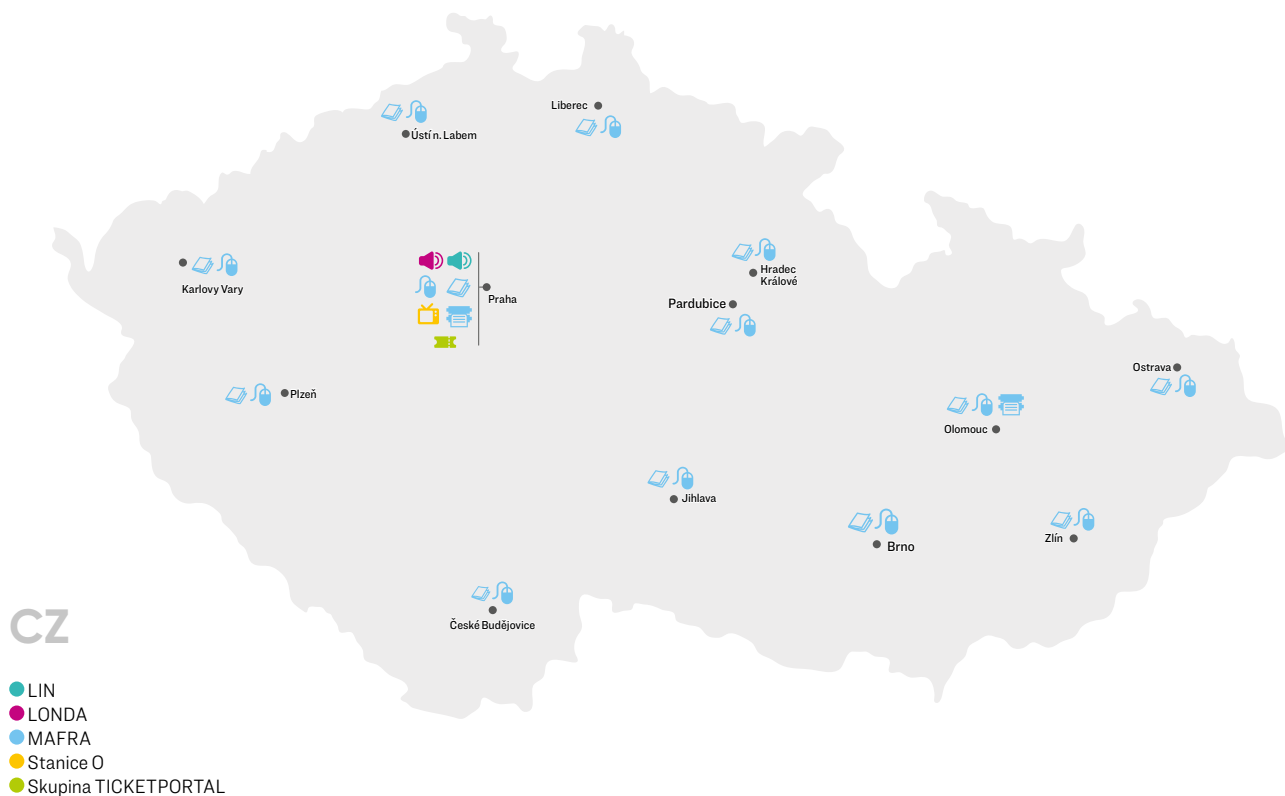 Liberec
Ústí n. Labem
Karlovy Vary
Praha
Hradec
Králové
Pardubice
Plzeň
Ostrava
Olomouc
Jihlava
Brno
Zlín
České Budějovice
CZ
LIN
LONDA
MAFRA
Stanice O
Skupina TICKETPORTAL